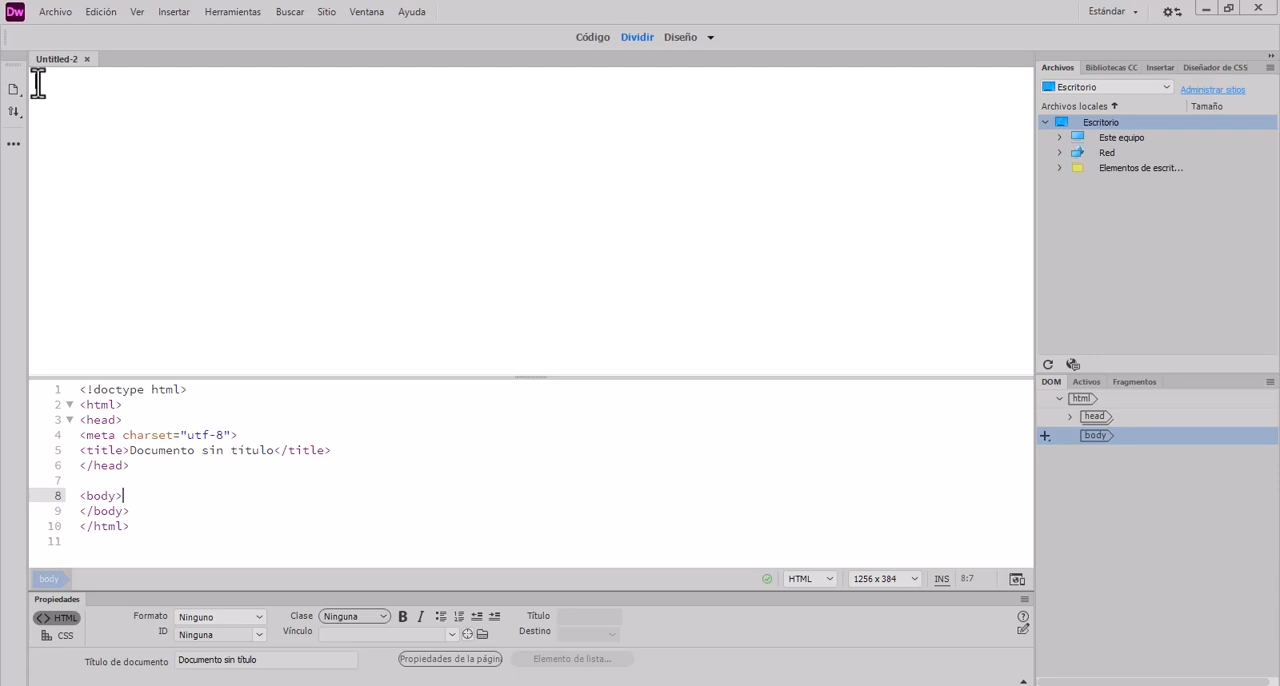 Dw Archivo Edición Ver Insertar Herramientas Buscar Sitio Ventana Ayuda Estándar
Código Dividir Diseño
Untitled-2
Archivos Bibliotecas CC Insertar Diseñador de CSS
Escritorio Administrar sitios
Archivos locales Tamaño
Escritorio
Este equipo
Red
Elementos de escrit...
1 <!doctype html>
2 <html>
3 <head>
4 <meta charset="utf-8">
5 <title>Documento sin título</title>
6 </head>
7
8 <body>
9 </body>
10 </html>
11
DOM Activos Fragmentos
html
head
body
body HTML 1256 x 384 INS 8:7
Propiedades
<> HTML Formato Ninguno Clase Ninguna B I Título
CSS ID Ninguna Vínculo Destino
Título de documento Documento sin título Propiedades de la págin Elemento de lista...